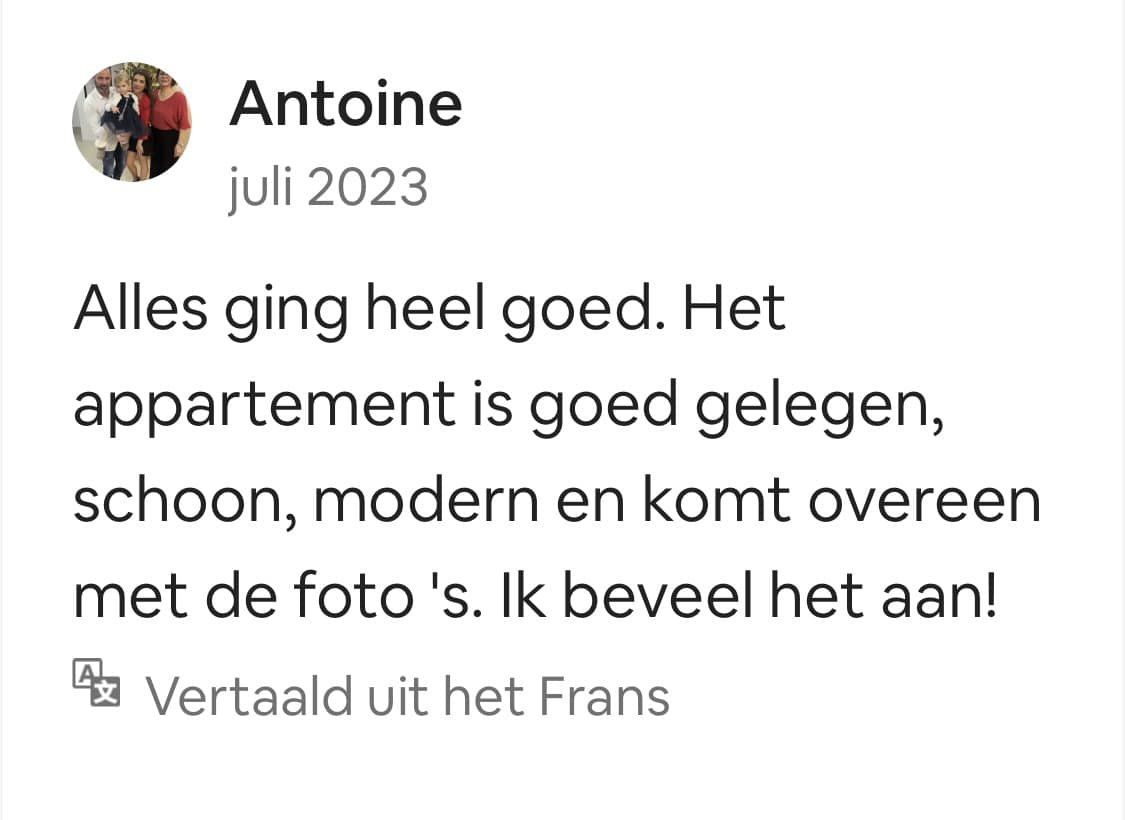 Antoine
juli 2023
Alles ging heel goed. Het
appartement is goed gelegen,
schoon, modern en komt overeen
met de foto 's. Ik beveel het aan!
Vertaald uit het Frans